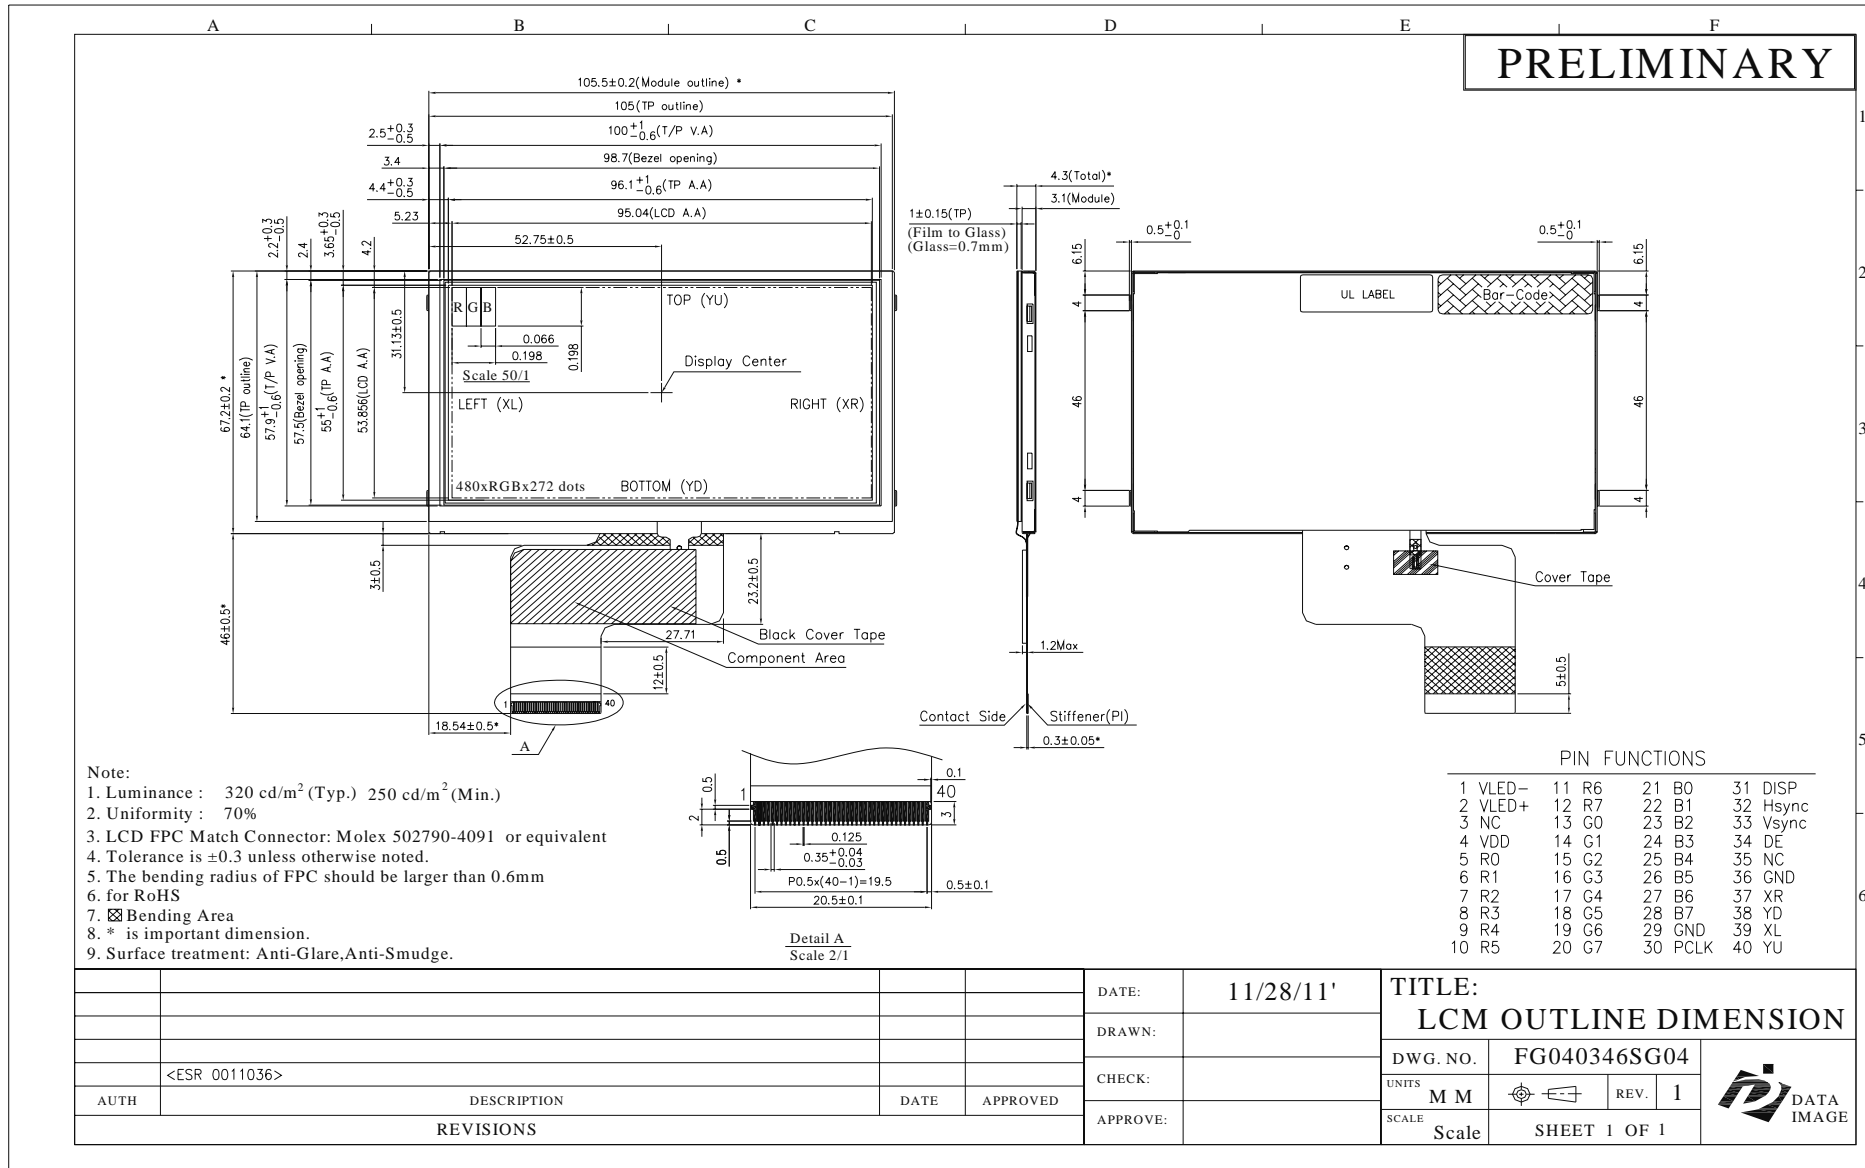 A B C D E F
PRELIMINARY
1
2
3
4
5
6
105.5±0.2(Module outline) *
105(TP outline)
100+1-0.6(T/P V.A)
98.7(Bezel opening)
96.1+1-0.6(TP A.A)
95.04(LCD A.A)
52.75±0.5
2.5+0.3-0.5
3.4
4.4+0.3-0.5
5.23
2.2+0.3-0.5
2.4
3.65+0.3-0.5
4.2
67.2±0.2 *
64.1(TP outline)
57.9+1-0.6(T/P V.A)
57.5(Bezel opening)
55+1-0.6(TP A.A)
53.856(LCD A.A)
31.13±0.5
R G B
TOP (YU)
0.066
0.198
0.198
Scale 50/1
Display Center
LEFT (XL)
RIGHT (XR)
480xRGBx272 dots
BOTTOM (YD)
3±0.5
46±0.5*
23.2±0.5
27.71
12±0.5
Black Cover Tape
Component Area
1
40
18.54±0.5*
A
4.3(Total)*
3.1(Module)
1±0.15(TP)
(Film to Glass)
(Glass=0.7mm)
1.2Max
Contact Side
Stiffener(PI)
0.3±0.05*
0.5+0.1-0
0.5+0.1-0
6.15
4
46
4
6.15
4
46
4
UL LABEL
Bar-Code
Cover Tape
5±0.5
0.1
1
40
0.5
2
0.5
3
0.125
0.35+0.04-0.03
P0.5x(40-1)=19.5
0.5±0.1
20.5±0.1
Detail A
Scale 2/1
Note:
1. Luminance : 320 cd/m2 (Typ.) 250 cd/m2 (Min.)
2. Uniformity : 70%
3. LCD FPC Match Connector: Molex 502790-4091 or equivalent
4. Tolerance is ±0.3 unless otherwise noted.
5. The bending radius of FPC should be larger than 0.6mm
6. for RoHS
7. Bending Area
8. * is important dimension.
9. Surface treatment: Anti-Glare,Anti-Smudge.
PIN FUNCTIONS
1 VLED- 11 R6 21 B0 31 DISP
2 VLED+ 12 R7 22 B1 32 Hsync
3 NC 13 G0 23 B2 33 Vsync
4 VDD 14 G1 24 B3 34 DE
5 R0 15 G2 25 B4 35 NC
6 R1 16 G3 26 B5 36 GND
7 R2 17 G4 27 B6 37 XR
8 R3 18 G5 28 B7 38 YD
9 R4 19 G6 29 GND 39 XL
10 R5 20 G7 30 PCLK 40 YU
<ESR 0011036>
AUTH DESCRIPTION DATE APPROVED
REVISIONS
DATE: 11/28/11'
DRAWN:
CHECK:
APPROVE:
TITLE:
LCM OUTLINE DIMENSION
DWG. NO. FG040346SG04
UNITS M M REV. 1
SCALE Scale SHEET 1 OF 1
DATA
IMAGE